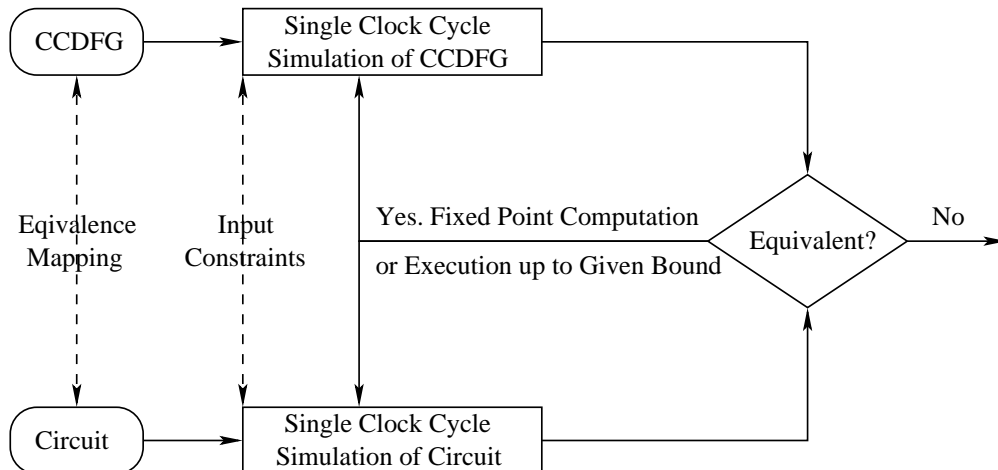 CCDFG
Single Clock Cycle
Simulation of CCDFG
Eqivalence
Mapping
Input
Constraints
Yes. Fixed Point Computation
or Execution up to Given Bound
Equivalent?
No
Circuit
Single Clock Cycle
Simulation of Circuit